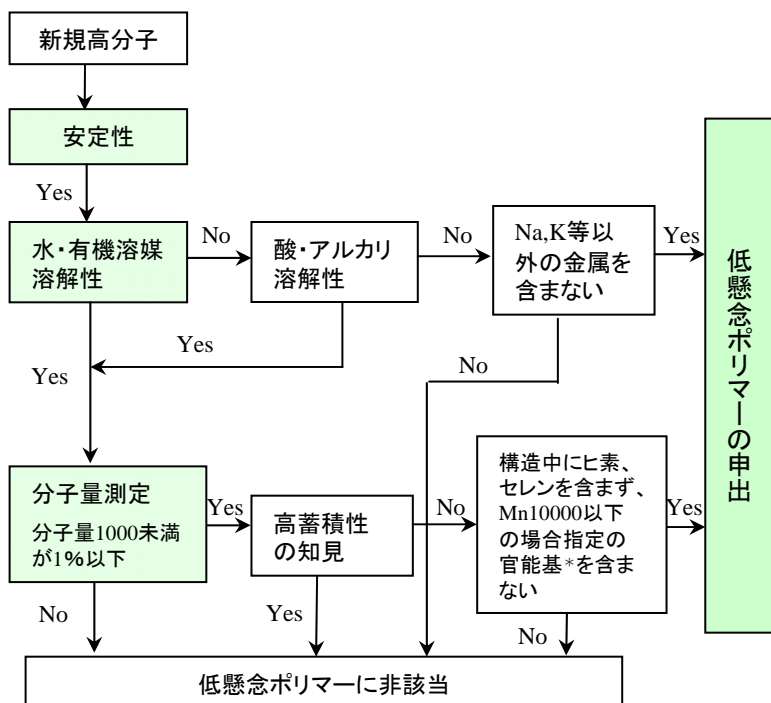 新規高分子
安定性
Yes
水・有機溶媒
溶解性
No
酸・アルカリ
溶解性
No
Na,K等以
外の金属を
含まない
Yes
低懸念ポリマーの申出
Yes
Yes
No
分子量測定
分子量1000未満
が1%以下
Yes
高蓄積性
の知見
No
構造中にヒ素、
セレンを含まず、
Mn10000以下
の場合指定の
官能基*を含ま
ない
Yes
No
Yes
No
低懸念ポリマーに非該当